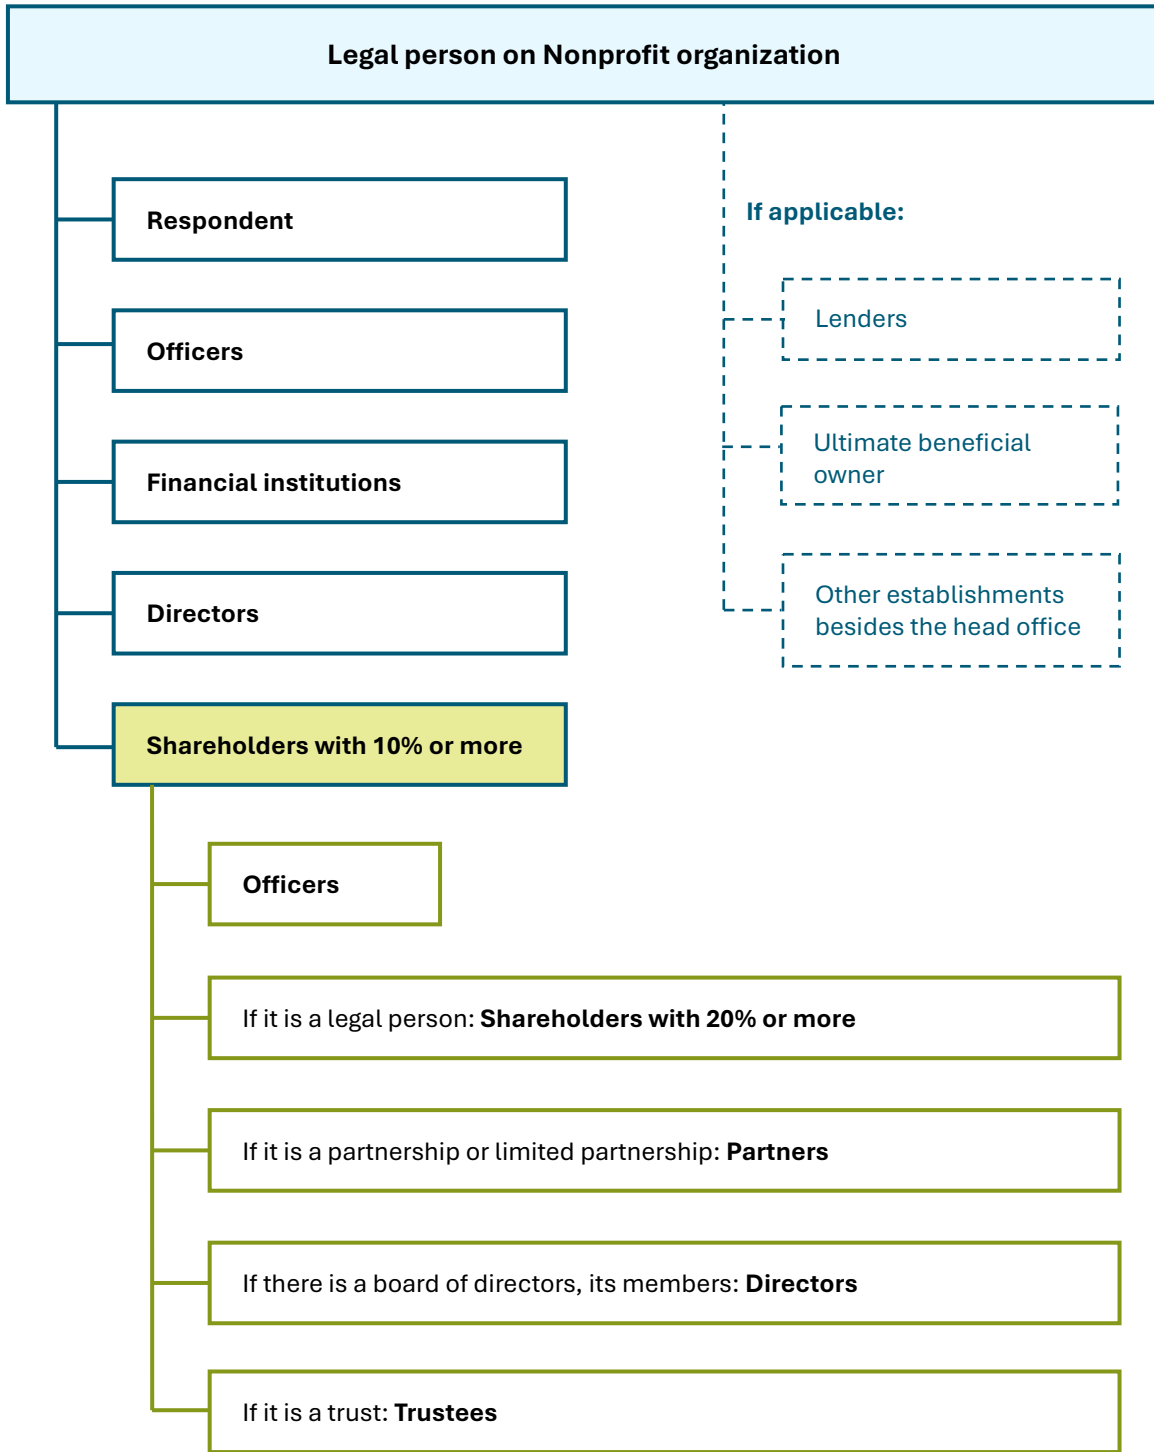 Legal person on Nonprofit organization
Respondent
Officers
Financial institutions
Directors
Shareholders with 10% or more
If applicable:
Lenders
Ultimate beneficial
owner
Other establishments
besides the head office
Officers
If it is a legal person: Shareholders with 20% or more
If it is a partnership or limited partnership: Partners
If there is a board of directors, its members: Directors
If it is a trust: Trustees